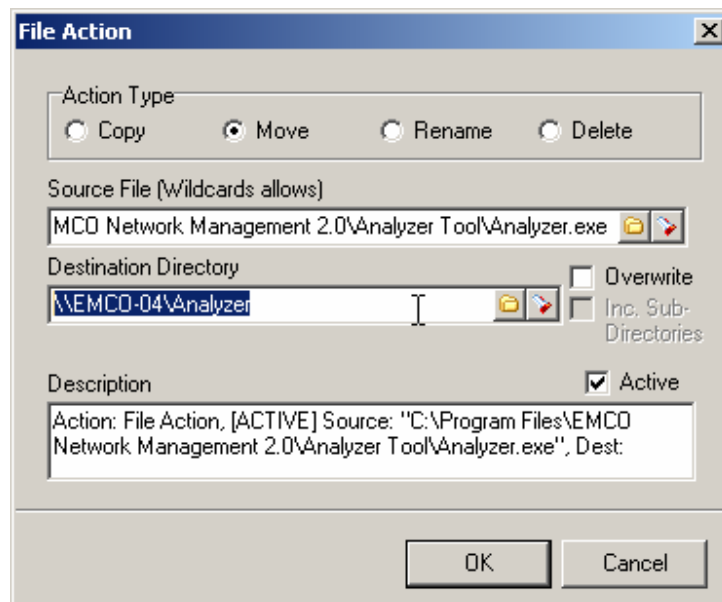 File Action
Action Type
Copy Move Rename Delete
Source File (Wildcards allows)
MCO Network Management 2.0\Analyzer Tool\Analyzer.exe
Destination Directory
Overwrite
\\EMCO-04\Analyzer
Inc. Sub-
Directories
Description
Active
Action: File Action, [ACTIVE] Source: "C:\Program Files\EMCO
Network Management 2.0\Analyzer Tool\Analyzer.exe", Dest:
OK Cancel